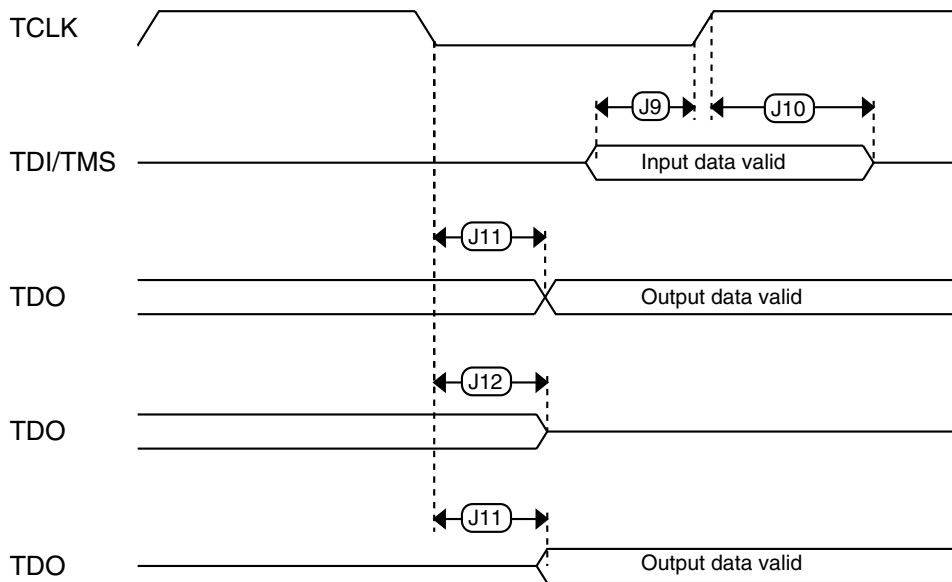 TCLK
J9
J10
TDI/TMS
Input data valid
J11
TDO
Output data valid
J12
TDO
J11
TDO
Output data valid